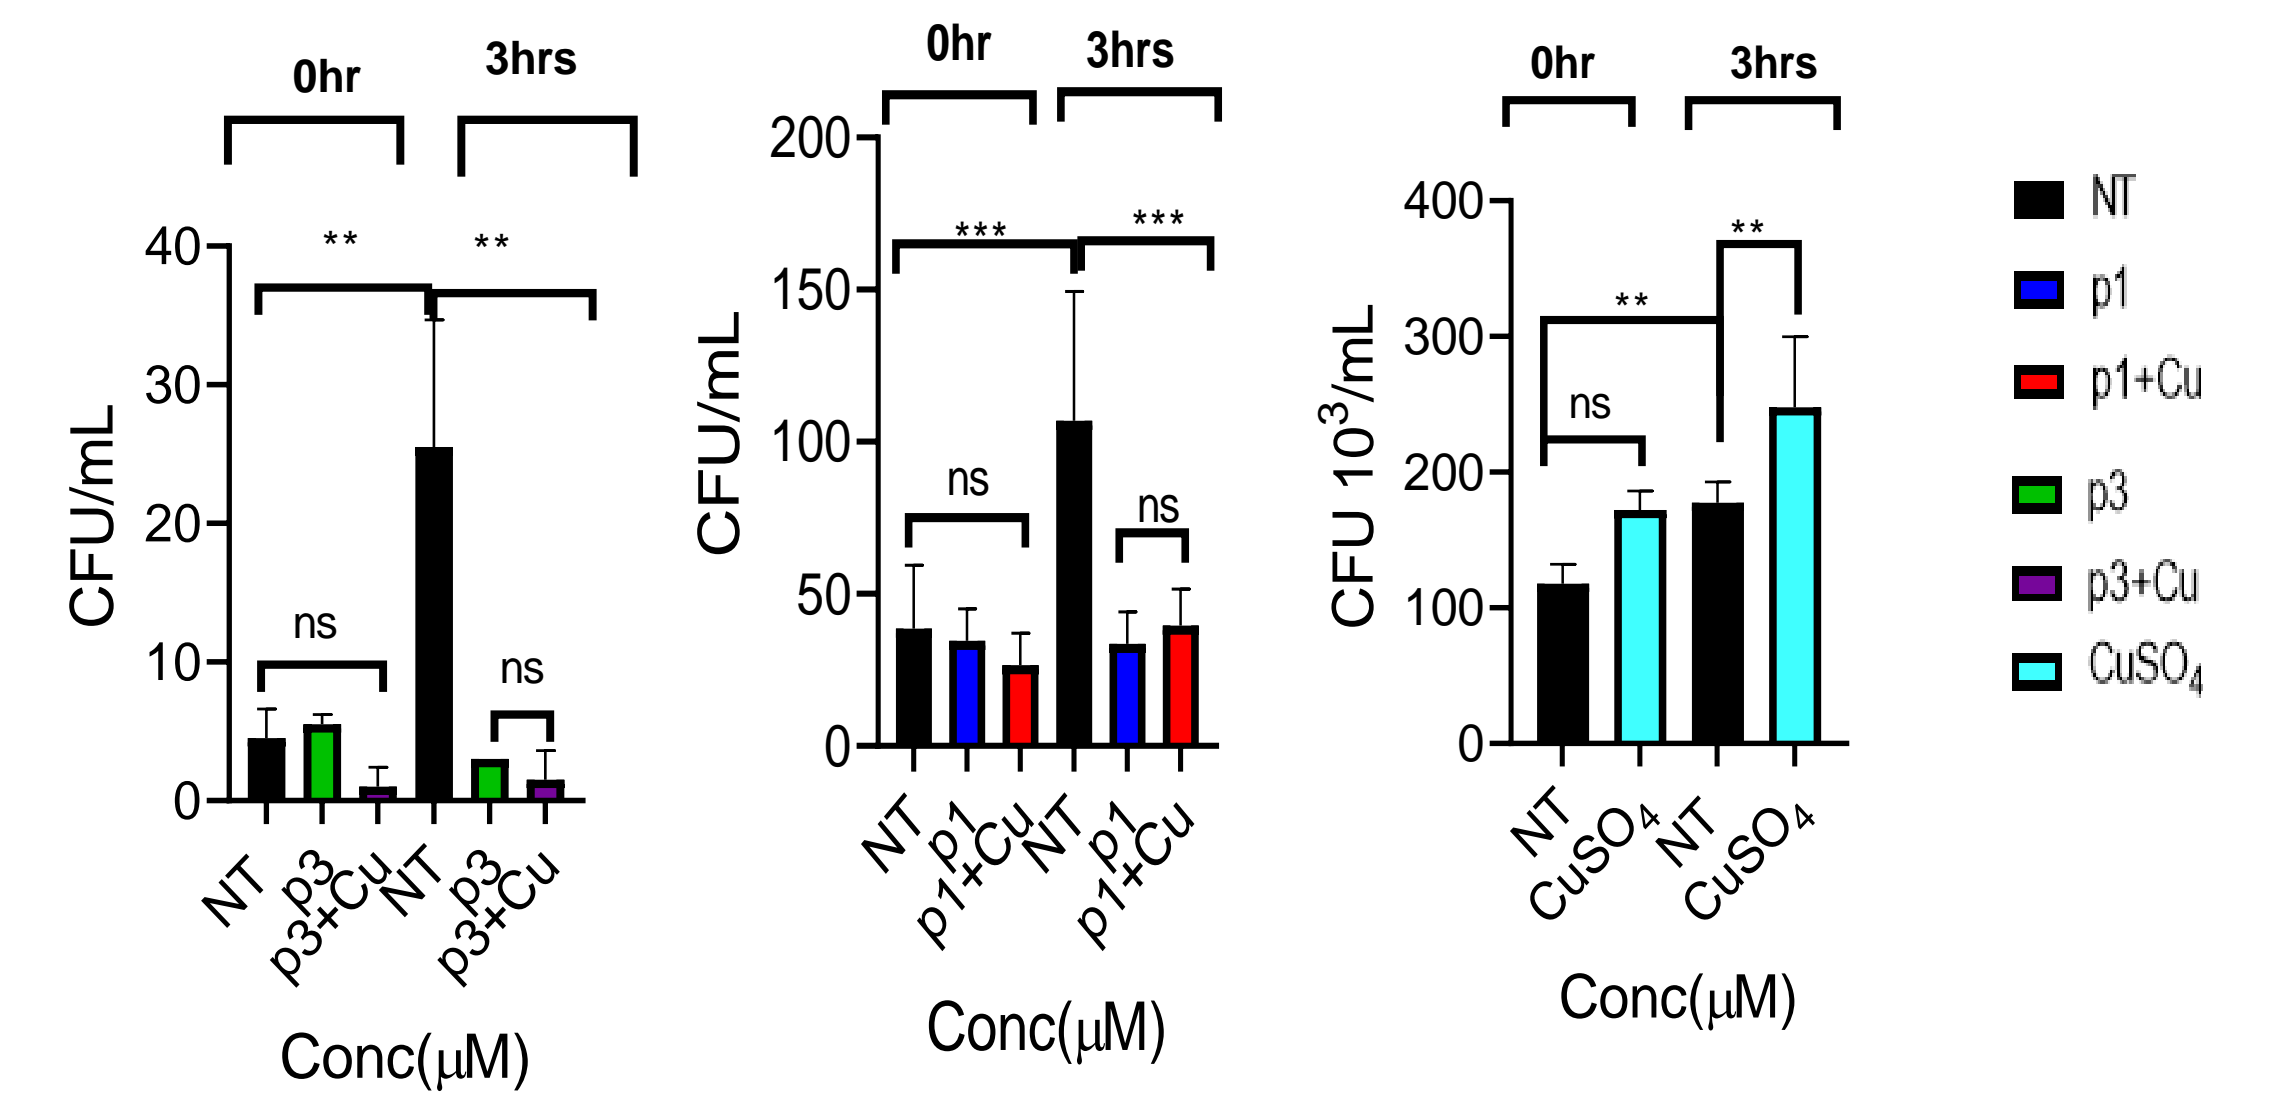 0hr
3hrs
**
**
40
30
20
10
0
ns
ns
CFU/mL
NT
p3
p3+Cu
NT
p3
p3+Cu
Conc(μM)
0hr
3hrs
200
150
100
50
0
***
***
ns
ns
CFU/mL
NT
p1
p1+Cu
NT
p1
p1+Cu
Conc(μM)
0hr
3hrs
400
300
200
100
0
**
**
ns
CFU 10³/mL
NT
CuSO₄
NT
CuSO₄
Conc(μM)
NT
p1
p1+Cu
p3
p3+Cu
CuSO₄